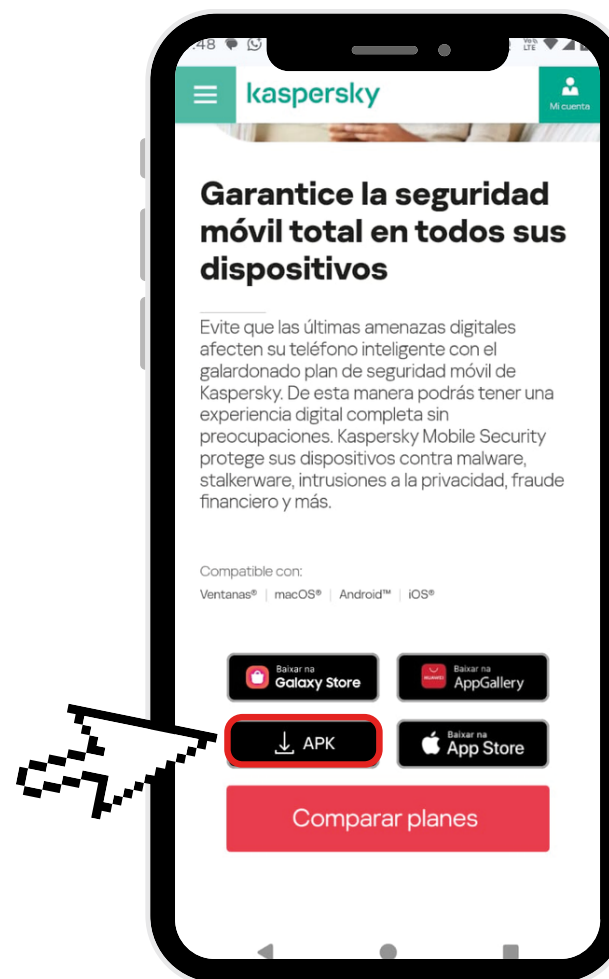 :48
Vo
LTE
kaspersky
Mi cuenta
Garantice la seguridad
móvil total en todos sus
dispositivos
Evite que las últimas amenazas digitales
afecten su teléfono inteligente con el
galardonado plan de seguridad móvil de
Kaspersky. De esta manera podrás tener una
experiencia digital completa sin
preocupaciones. Kaspersky Mobile Security
protege sus dispositivos contra malware,
stalkerware, intrusiones a la privacidad, fraude
financiero y más.
Compatible con:
Ventanas® | macOS® | Android™ | iOS®
Baixar na
Galaxy Store
HUAWEI
Baixar na
AppGallery
APK
Baixar na
App Store
Comparar planes